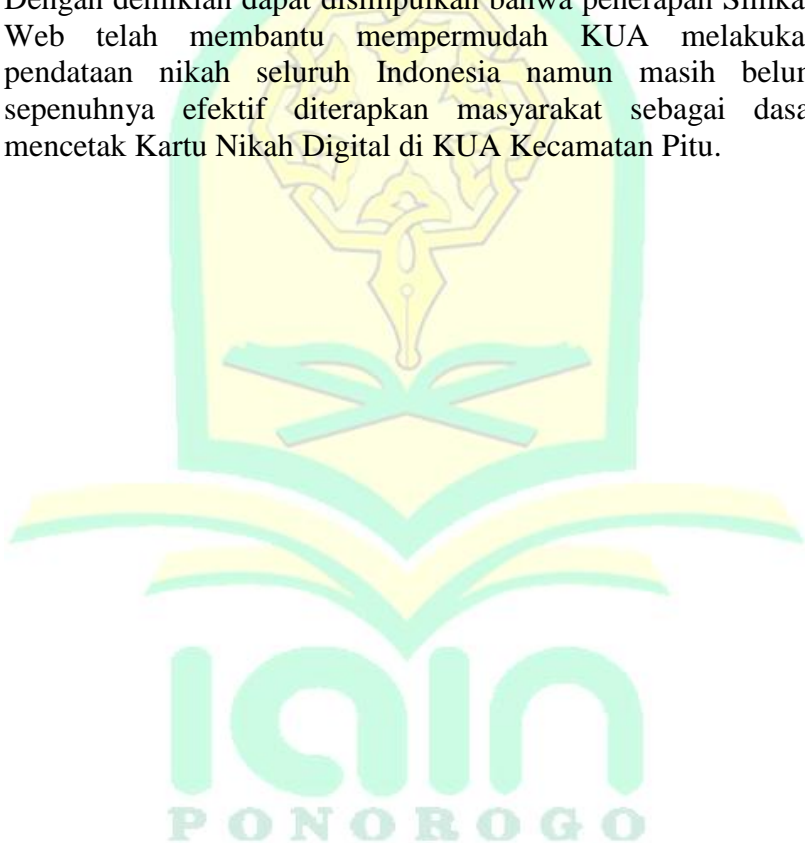 Dengan demikian dapat disimpulkan bahwa penerapan Simka
Web telah membantu mempermudah KUA melakuka
pendataan nikah seluruh Indonesia namun masih belum
sepenuhnya efektif diterapkan masyarakat sebagai dasa
mencetak Kartu Nikah Digital di KUA Kecamatan Pitu.
iain
PONOROGO